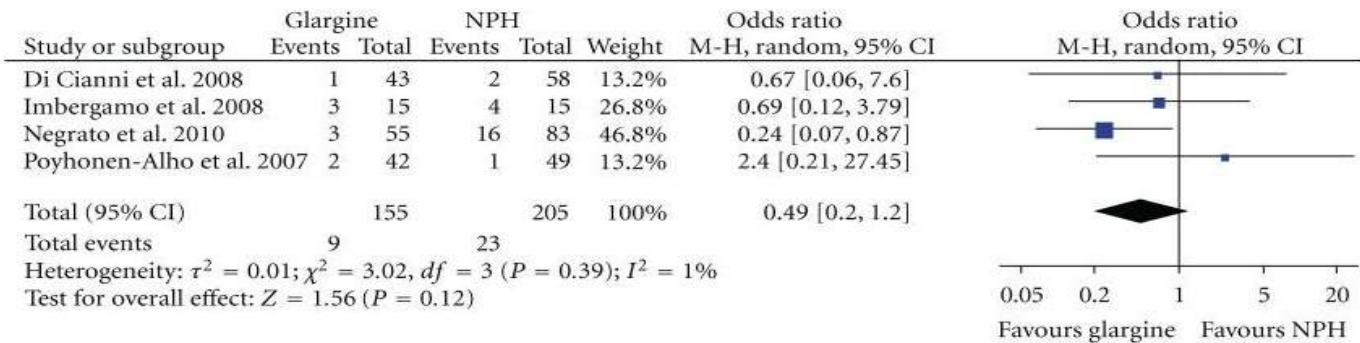 Glargine NPH Odds ratio Odds ratio
Study or subgroup Events Total Events Total Weight M-H, random, 95% CI M-H, random, 95% CI
Di Cianni et al. 2008 1 43 2 58 13.2% 0.67 [0.06, 7.6]
Imbergamo et al. 2008 3 15 4 15 26.8% 0.69 [0.12, 3.79]
Negrato et al. 2010 3 55 16 83 46.8% 0.24 [0.07, 0.87]
Poyhonen-Alho et al. 2007 2 42 1 49 13.2% 2.4 [0.21, 27.45]
Total (95% CI) 155 205 100% 0.49 [0.2, 1.2]
Total events 9 23
Heterogeneity: τ² = 0.01; χ² = 3.02, df = 3 (P = 0.39); I² = 1%
Test for overall effect: Z = 1.56 (P = 0.12)
0.05 0.2 1 5 20
Favours glargine Favours NPH